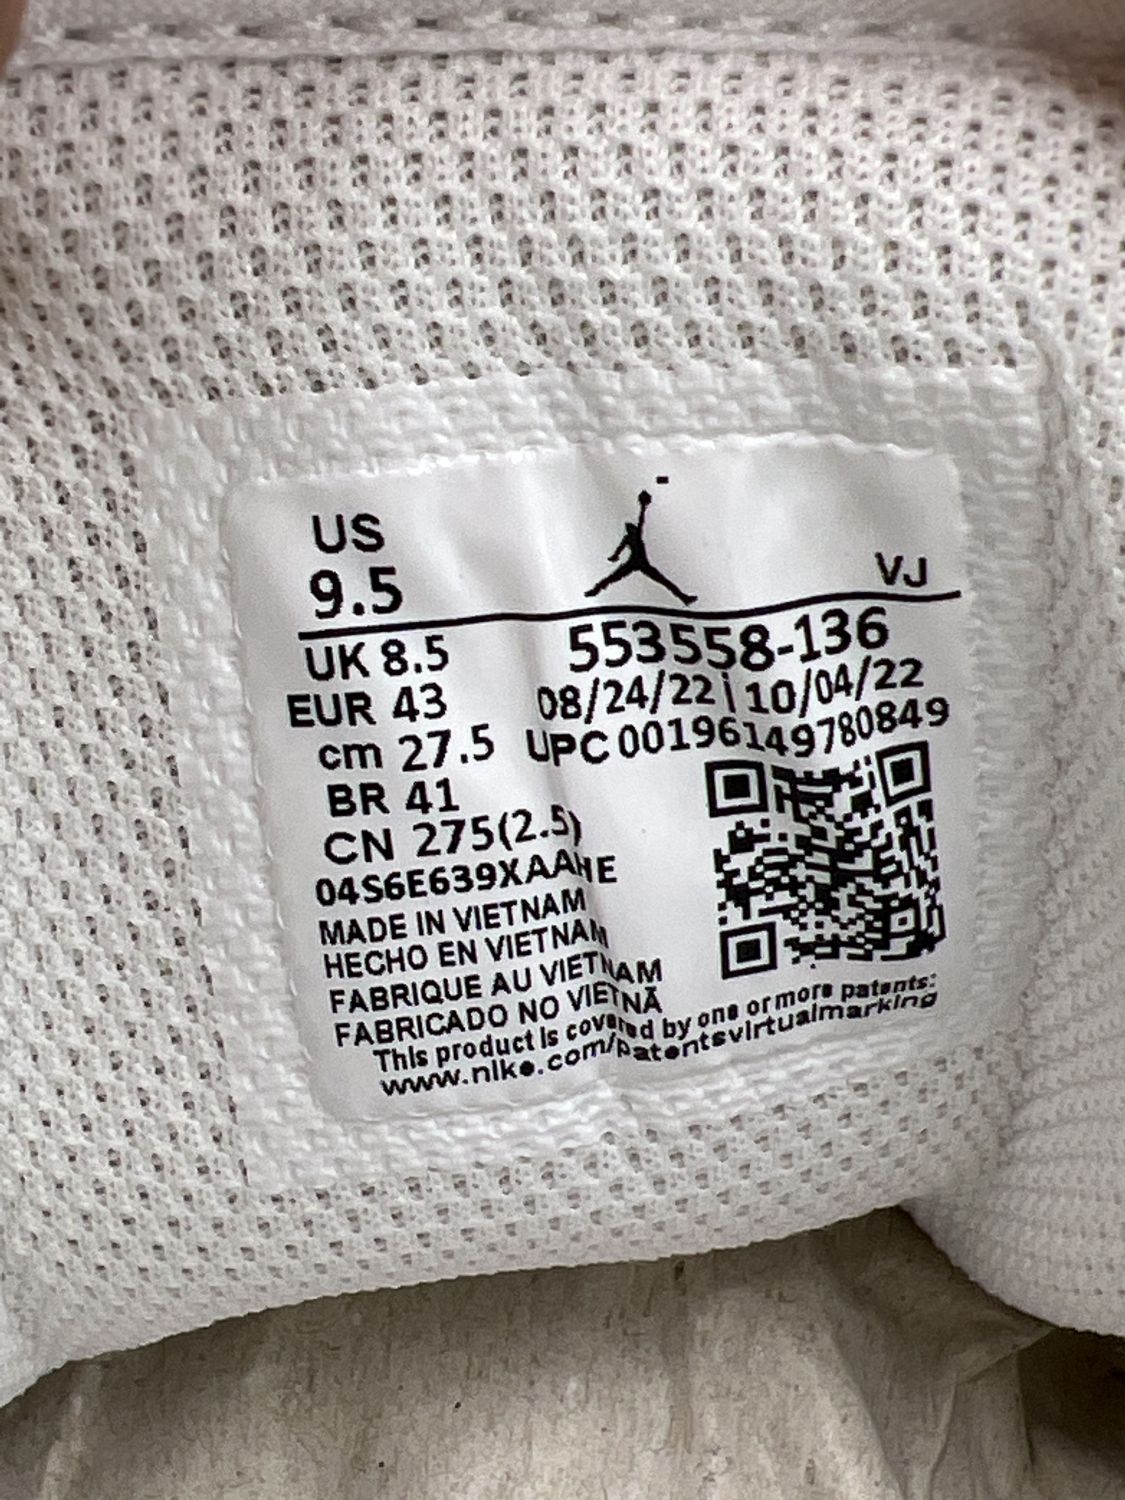 US
9.5
VJ
UK 8.5
553558-136
EUR 43
08/24/22 | 10/04/22
cm 27.5
UPC 00196149780849
BR 41
CN 275(2.5)
04S6E639XAAHE
MADE IN VIETNAM
HECHO EN VIETNAM
FABRIQUE AU VIETNAM
FABRICADO NO VIETNÃ
This product is covered by one or more patents:
www.nike.com/patentsvirtualmarking